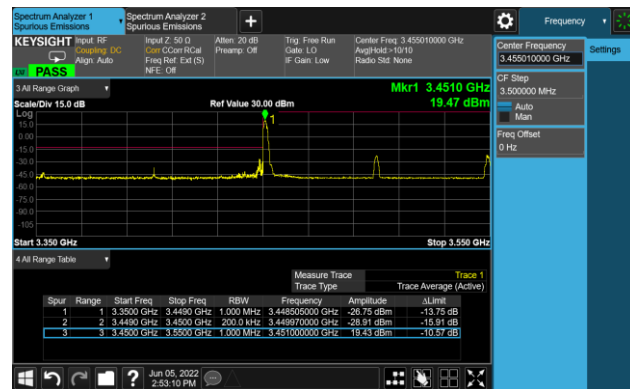 Spectrum Analyzer 1
Spurious Emissions
Spectrum Analyzer 2
Spurious Emissions
Frequency
KEYSIGHT
Input: RF
Coupling: DC
Align: Auto
Input Z: 50 Ω
Corr CCorr RCal
Freq Ref: Ext (S)
NFE: Off
Atten: 20 dB
Preamp: Off
Trig: Free Run
Gate: LO
IF Gain: Low
Center Freq: 3.455010000 GHz
Avg|Hold:>10/10
Radio Std: None
PASS
Center Frequency
3.455010000 GHz
Settings
CF Step
3.500000 MHz
Auto
Man
Freq Offset
0 Hz
3 All Range Graph
Mkr1 3.4510 GHz
Scale/Div 15.0 dB
Ref Value 30.00 dBm
19.47 dBm
Log
15.0
0.00
-15.0
-30.0
-45.0
-60.0
-75.0
-90.0
-105
1
Start 3.350 GHz
Stop 3.550 GHz
4 All Range Table
Measure Trace Trace 1
Trace Type Trace Average (Active)
Spur Range Start Freq Stop Freq RBW Frequency Amplitude ΔLimit
1 1 3.3500 GHz 3.4490 GHz 1.000 MHz 3.448505000 GHz -26.75 dBm -13.75 dB
2 2 3.4490 GHz 3.4500 GHz 200.0 kHz 3.449970000 GHz -28.91 dBm -15.91 dB
3 3 3.4500 GHz 3.5500 GHz 1.000 MHz 3.451000000 GHz 19.43 dBm -10.57 dB
Jun 05, 2022
2:53:10 PM